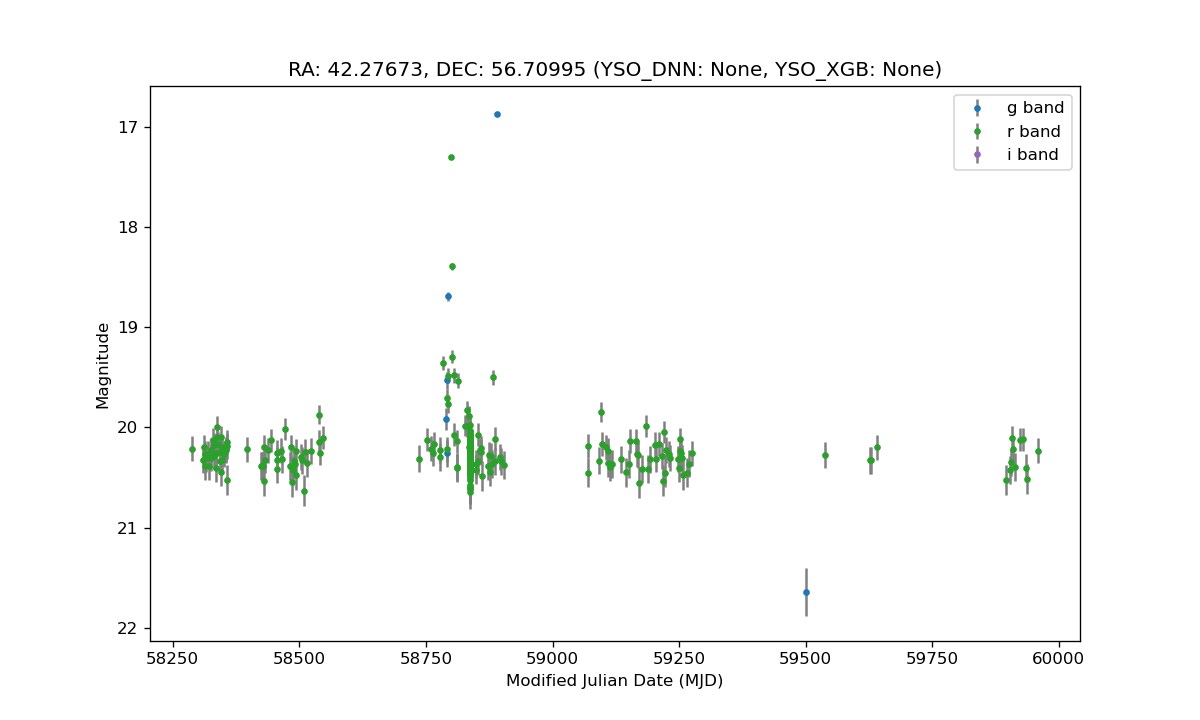 RA: 42.27673, DEC: 56.70995 (YSO_DNN: None, YSO_XGB: None)
g band
r band
i band
17
18
19
20
21
22
Magnitude
58250 58500 58750 59000 59250 59500 59750 60000
Modified Julian Date (MJD)